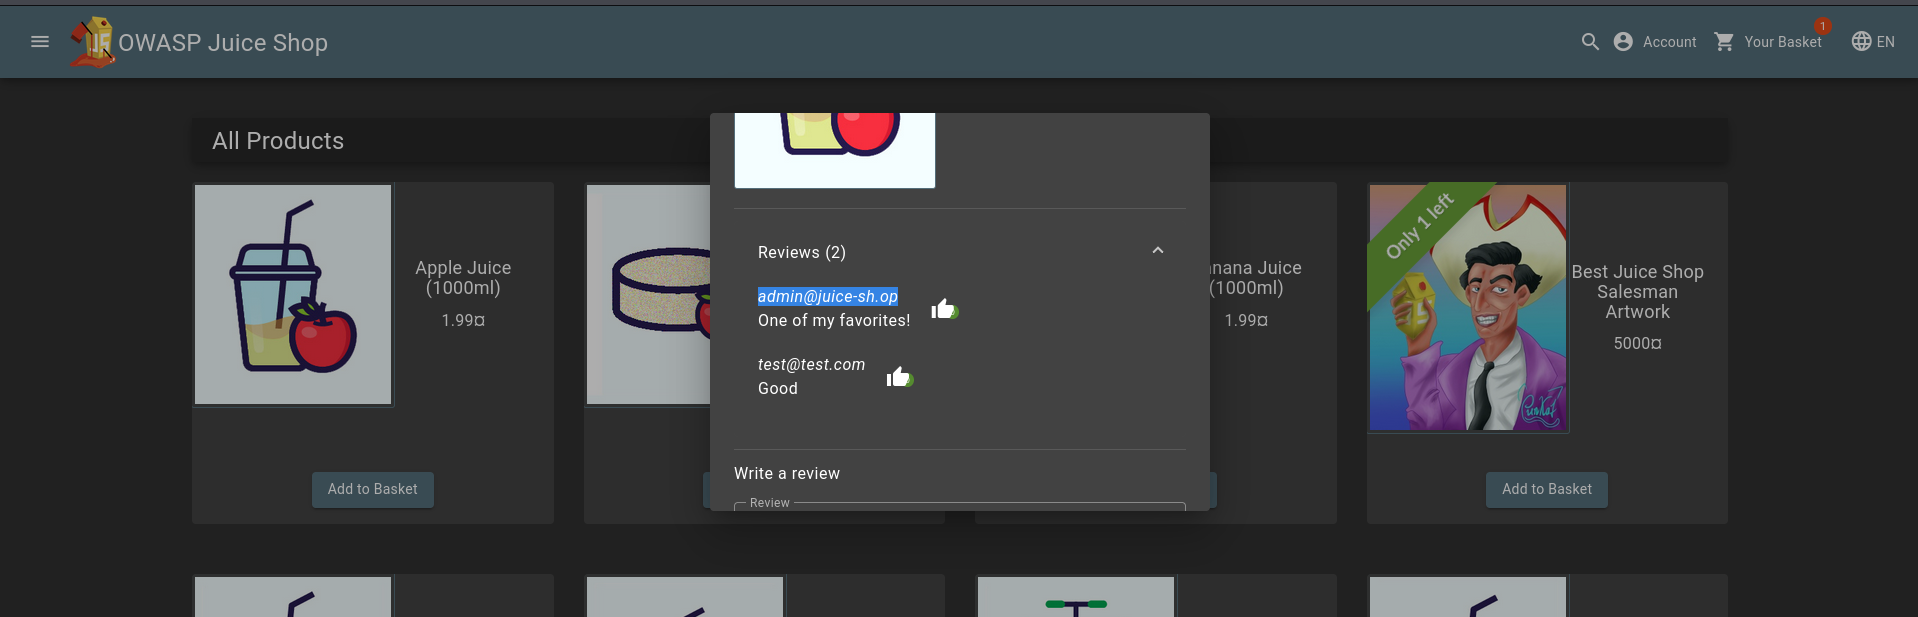 OWASP Juice Shop
Account
Your Basket
1
EN
All Products
Apple Juice
(1000ml)
1.99¤
Add to Basket
Reviews (2)
admin@juice-sh.op
One of my favorites!
test@test.com
Good
Write a review
Review
nana Juice
(1000ml)
1.99¤
Only 1 left
Best Juice Shop
Salesman
Artwork
5000¤
Add to Basket